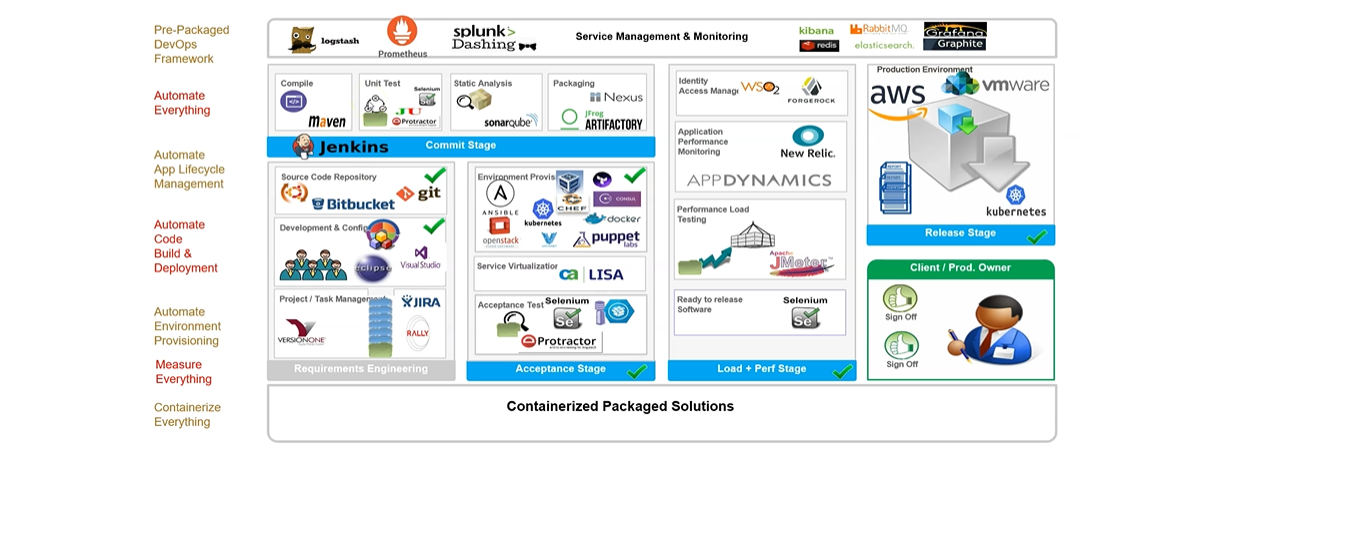 Pre-Packaged
DevOps
Framework
Automate
Everything
Automate
App Lifecycle
Management
Automate
Code
Build &
Deployment
Automate
Environment
Provisioning
Measure
Everything
Containerize
Everything
logstash
Prometheus
splunk>
Dashing
Service Management & Monitoring
kibana
redis
RabbitMQ
elasticsearch.
Grafana
Graphite
Compile
maven
Unit Test
Selenium
Se
JU
Protractor
Static Analysis
sonarqube
Packaging
Nexus
JFrog
ARTIFACTORY
Jenkins
Commit Stage
Source Code Repository
Bitbucket
git
Development & Config
eclipse
Visual Studio
Project / Task Management
VERSIONONE
JIRA
RALLY
Requirements Engineering
Environment Provis
ANSIBLE
CHEF
CONSUL
kubernetes
docker
openstack
puppet
labs
Service Virtualization
ca
LISA
Acceptance Test
Selenium
Se
Protractor
Acceptance Stage
Identity
Access Manag
WSO2
FORGEROCK
Application
Performance
Monitoring
New Relic.
APPDYNAMICS
Performance Load
Testing
Apache
JMeter
Ready to release
Software
Selenium
Se
Load + Perf Stage
Production Environment
aws
vmware
kubernetes
Release Stage
Client / Prod. Owner
Sign Off
Sign Off
Containerized Packaged Solutions